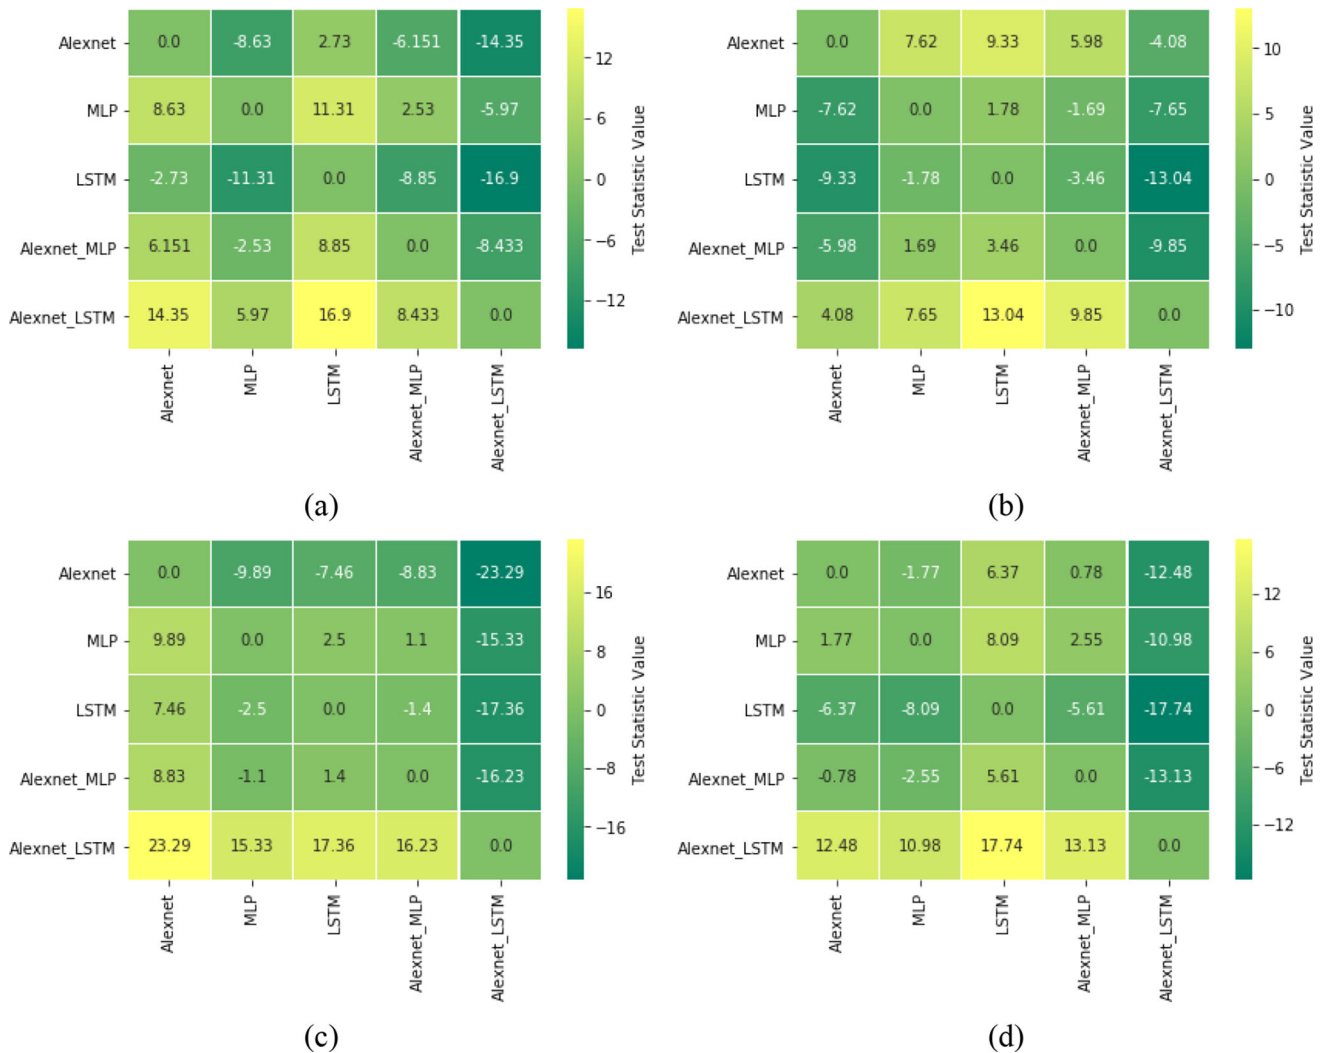 Alexnet 0.0 -8.63 2.73 -6.151 -14.35
MLP 8.63 0.0 11.31 2.53 -5.97
LSTM -2.73 -11.31 0.0 -8.85 -16.9
Alexnet_MLP 6.151 -2.53 8.85 0.0 -8.433
Alexnet_LSTM 14.35 5.97 16.9 8.433 0.0
Alexnet MLP LSTM Alexnet_MLP Alexnet_LSTM
12
6
0
−6
−12
Test Statistic Value
(a)
Alexnet 0.0 7.62 9.33 5.98 -4.08
MLP -7.62 0.0 1.78 -1.69 -7.65
LSTM -9.33 -1.78 0.0 -3.46 -13.04
Alexnet_MLP -5.98 1.69 3.46 0.0 -9.85
Alexnet_LSTM 4.08 7.65 13.04 9.85 0.0
Alexnet MLP LSTM Alexnet_MLP Alexnet_LSTM
10
5
0
−5
−10
Test Statistic Value
(b)
Alexnet 0.0 -9.89 -7.46 -8.83 -23.29
MLP 9.89 0.0 2.5 1.1 -15.33
LSTM 7.46 -2.5 0.0 -1.4 -17.36
Alexnet_MLP 8.83 -1.1 1.4 0.0 -16.23
Alexnet_LSTM 23.29 15.33 17.36 16.23 0.0
Alexnet MLP LSTM Alexnet_MLP Alexnet_LSTM
16
8
0
−8
−16
Test Statistic Value
(c)
Alexnet 0.0 -1.77 6.37 0.78 -12.48
MLP 1.77 0.0 8.09 2.55 -10.98
LSTM -6.37 -8.09 0.0 -5.61 -17.74
Alexnet_MLP -0.78 -2.55 5.61 0.0 -13.13
Alexnet_LSTM 12.48 10.98 17.74 13.13 0.0
Alexnet MLP LSTM Alexnet_MLP Alexnet_LSTM
12
6
0
−6
−12
Test Statistic Value
(d)